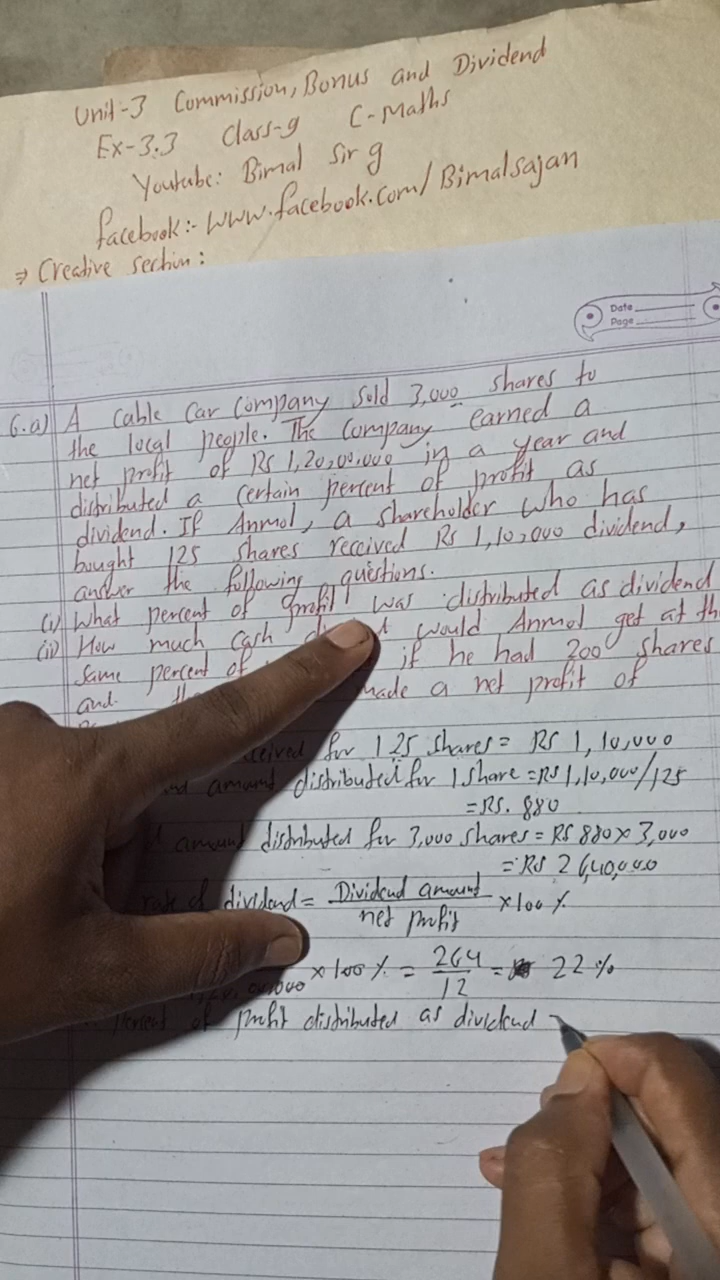 Unit-3 Commission, Bonus and Dividend
Ex-3.3 Class-9 C-Maths
Youtube: Bimal Sir g
facebook:- www.facebook.com/Bimalsajan
⇒ Creative section:
Date
Page
6.a) A Cable Car Company sold 3,000 shares to
the local people. The Company earned a
net profit of Rs 1,20,00,000 in a year and
distributed a certain percent of profit as
dividend. If Anmol, a shareholder who has
bought 125 shares received Rs 1,10,000 dividend,
answer the following questions.
(i) What percent of profit was distributed as dividend
(ii) How much cash would Anmol get at th
same percent of if he had 200 shares
and made a net profit of
for 125 shares = RS 1,10,000
amount distributed for 1 share = RS 1,10,000/125
= RS. 880
amount distributed for 3,000 shares = RS 880 × 3,000
= RS 26,40,000
rate of dividend = Dividend amount / net profit × 100 %
× 100 % = 264 / 12 = 22 %
percent of profit distributed as dividend